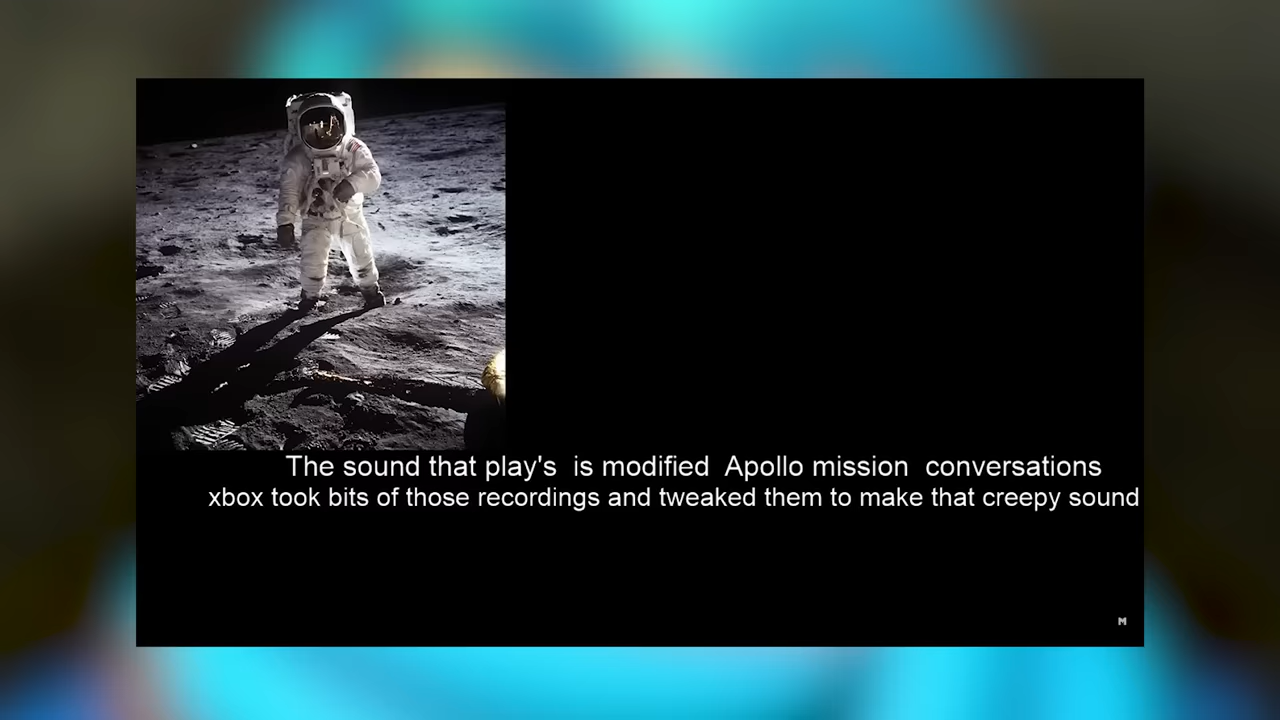 The sound that play's  is modified  Apollo mission  conversations
xbox took bits of those recordings and tweaked them to make that creepy sound
M